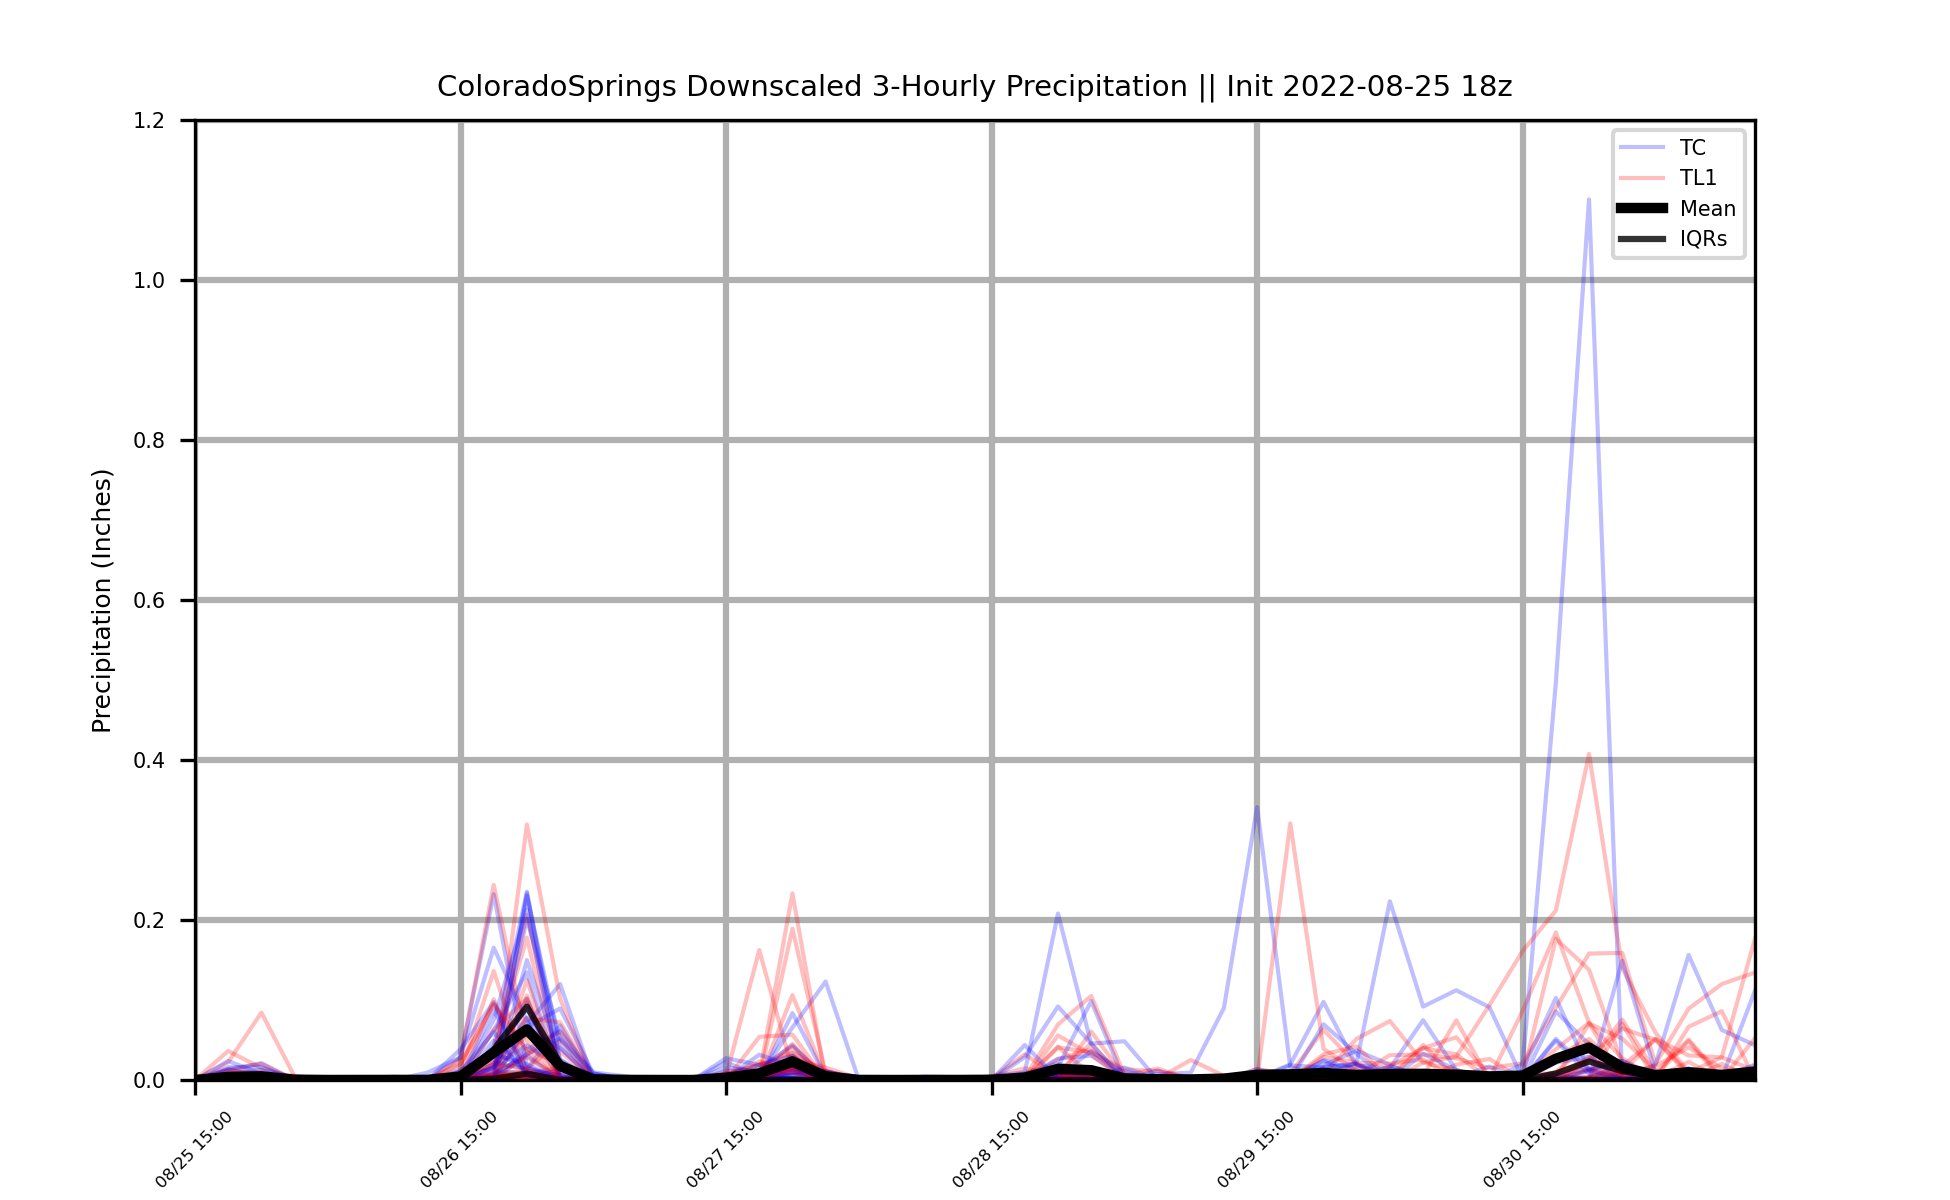 ColoradoSprings Downscaled 3-Hourly Precipitation || Init 2022-08-25 18z
TC
TL1
Mean
IQRs
Precipitation (Inches)
1.2
1.0
0.8
0.6
0.4
0.2
0.0
08/25 15:00
08/26 15:00
08/27 15:00
08/28 15:00
08/29 15:00
08/30 15:00